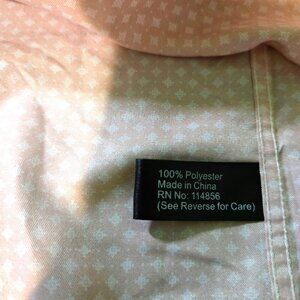 100% Polyester
Made in China
RN No: 114856
(See Reverse for Care)